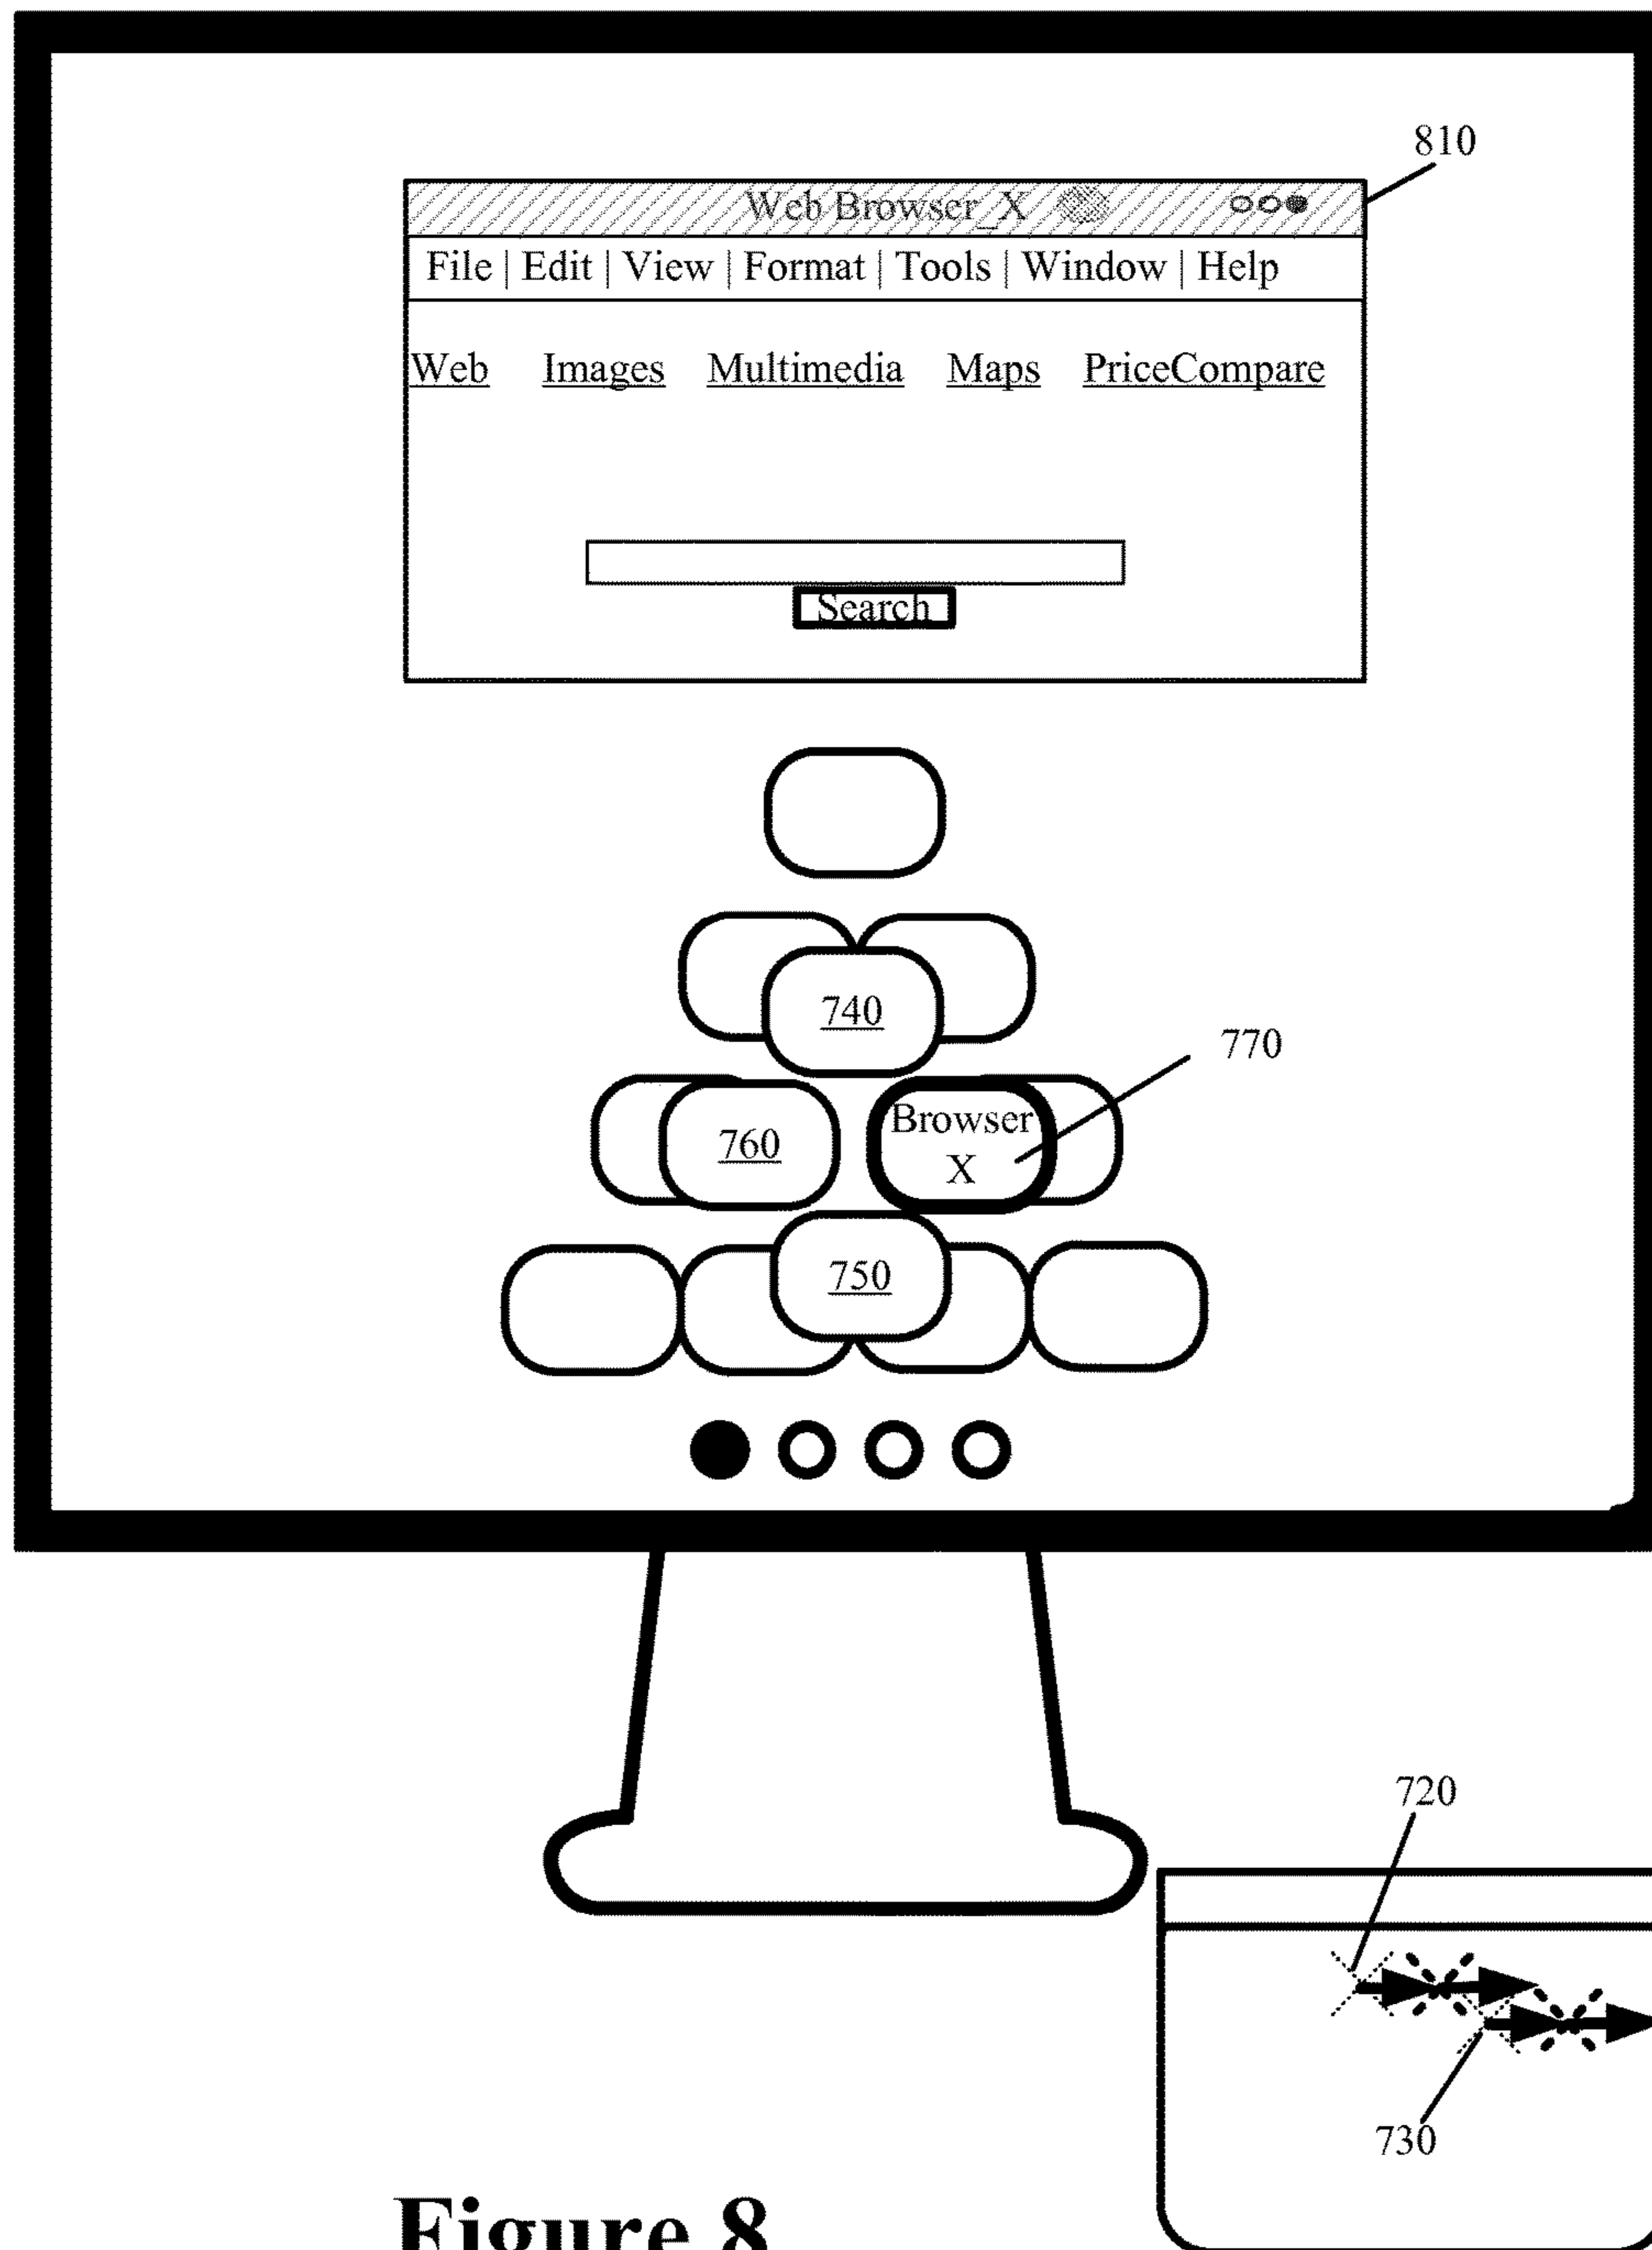 810
Web Browser_X
File | Edit | View | Format | Tools | Window | Help
Web Images Multimedia Maps PriceCompare
Search
740
770
Browser
X
760
750
720
730
Figure 8